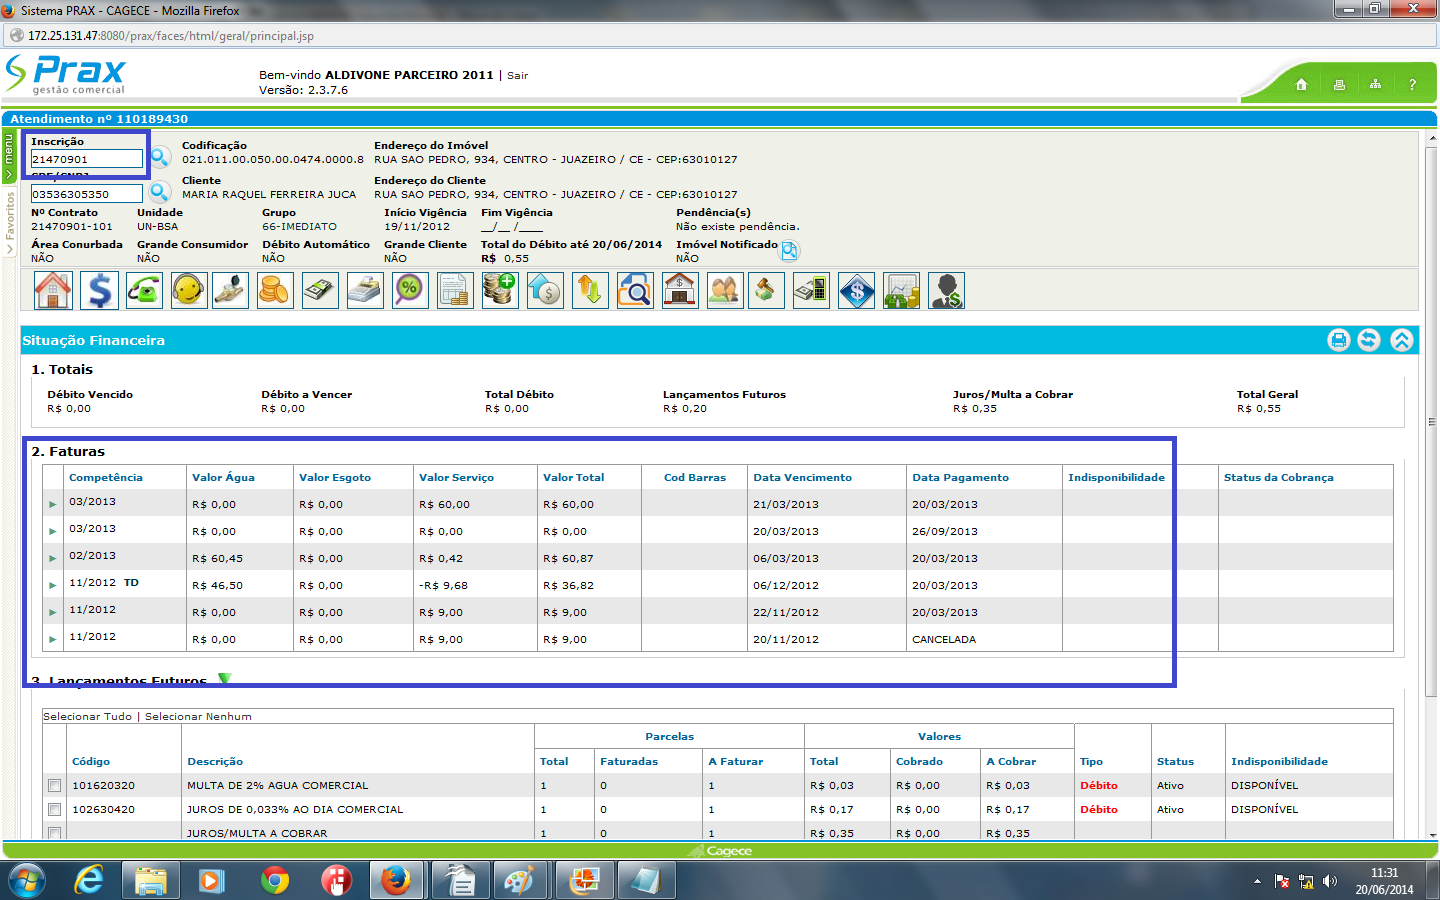 Sistema PRAX - CAGECE - Mozilla Firefox
172.25.131.47:8080/prax/faces/html/geral/principal.jsp
Prax
gestão comercial
Bem-vindo ALDIVONE PARCEIRO 2011 | Sair
Versão: 2.3.7.6
?
Atendimento nº 110189430
menu
Favoritos
Inscrição Codificação Endereço do Imóvel
21470901 021.011.00.050.00.0474.0000.8 RUA SAO PEDRO, 934, CENTRO - JUAZEIRO / CE - CEP:63010127
CPF/CNPJ Cliente Endereço do Cliente
03536305350 MARIA RAQUEL FERREIRA JUCA RUA SAO PEDRO, 934, CENTRO - JUAZEIRO / CE - CEP:63010127
Nº Contrato Unidade Grupo Início Vigência Fim Vigência Pendência(s)
21470901-101 UN-BSA 66-IMEDIATO 19/11/2012 __/__ /____ Não existe pendência.
Área Conurbada Grande Consumidor Débito Automático Grande Cliente Total do Débito até 20/06/2014 Imóvel Notificado
NÃO NÃO NÃO NÃO R$ 0,55 NÃO
Situação Financeira
1. Totais
Débito Vencido Débito a Vencer Total Débito Lançamentos Futuros Juros/Multa a Cobrar Total Geral
R$ 0,00 R$ 0,00 R$ 0,00 R$ 0,20 R$ 0,35 R$ 0,55
2. Faturas
Competência Valor Água Valor Esgoto Valor Serviço Valor Total Cod Barras Data Vencimento Data Pagamento Indisponibilidade Status da Cobrança
03/2013 R$ 0,00 R$ 0,00 R$ 60,00 R$ 60,00 21/03/2013 20/03/2013
03/2013 R$ 0,00 R$ 0,00 R$ 0,00 R$ 0,00 20/03/2013 26/09/2013
02/2013 R$ 60,45 R$ 0,00 R$ 0,42 R$ 60,87 06/03/2013 20/03/2013
11/2012 TD R$ 46,50 R$ 0,00 -R$ 9,68 R$ 36,82 06/12/2012 20/03/2013
11/2012 R$ 0,00 R$ 0,00 R$ 9,00 R$ 9,00 22/11/2012 20/03/2013
11/2012 R$ 0,00 R$ 0,00 R$ 9,00 R$ 9,00 20/11/2012 CANCELADA
3. Lançamentos Futuros
Selecionar Tudo | Selecionar Nenhum
Parcelas Valores
Código Descrição Total Faturadas A Faturar Total Cobrado A Cobrar Tipo Status Indisponibilidade
101620320 MULTA DE 2% AGUA COMERCIAL 1 0 1 R$ 0,03 R$ 0,00 R$ 0,03 Débito Ativo DISPONÍVEL
102630420 JUROS DE 0,033% AO DIA COMERCIAL 1 0 1 R$ 0,17 R$ 0,00 R$ 0,17 Débito Ativo DISPONÍVEL
JUROS/MULTA A COBRAR 1 0 1 R$ 0,35 R$ 0,00 R$ 0,35
Cagece
11:31
20/06/2014